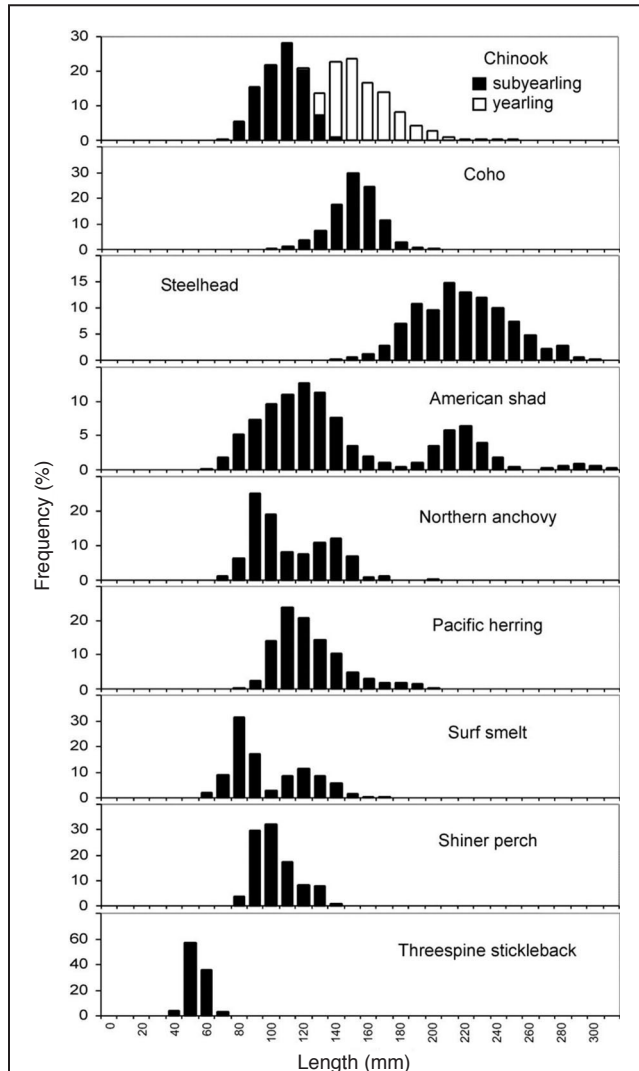 30
20
10
0
Chinook
subyearling
yearling
30
20
10
0
Coho
15
10
5
0
Steelhead
10
5
0
American shad
30
20
10
0
Northern anchovy
20
10
0
Pacific herring
30
20
10
0
Surf smelt
30
20
10
0
Shiner perch
60
40
20
0
Threespine stickleback
Frequency (%)
0 20 40 60 80 100 120 140 160 180 200 220 240 260 280 300
Length (mm)